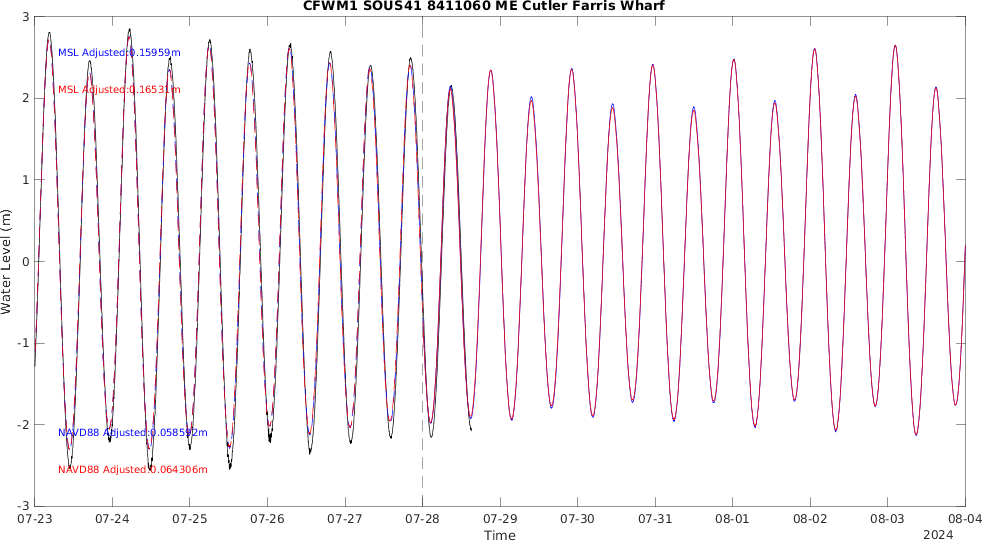 CFWM1 SOUS41 8411060 ME Cutler Farris Wharf
3
2
1
0
-1
-2
-3
Water Level (m)
MSL Adjusted:0.15959m
MSL Adjusted:0.16531m
NAVD88 Adjusted:0.058592m
NAVD88 Adjusted:0.064306m
07-23 07-24 07-25 07-26 07-27 07-28 07-29 07-30 07-31 08-01 08-02 08-03 08-04
Time
2024